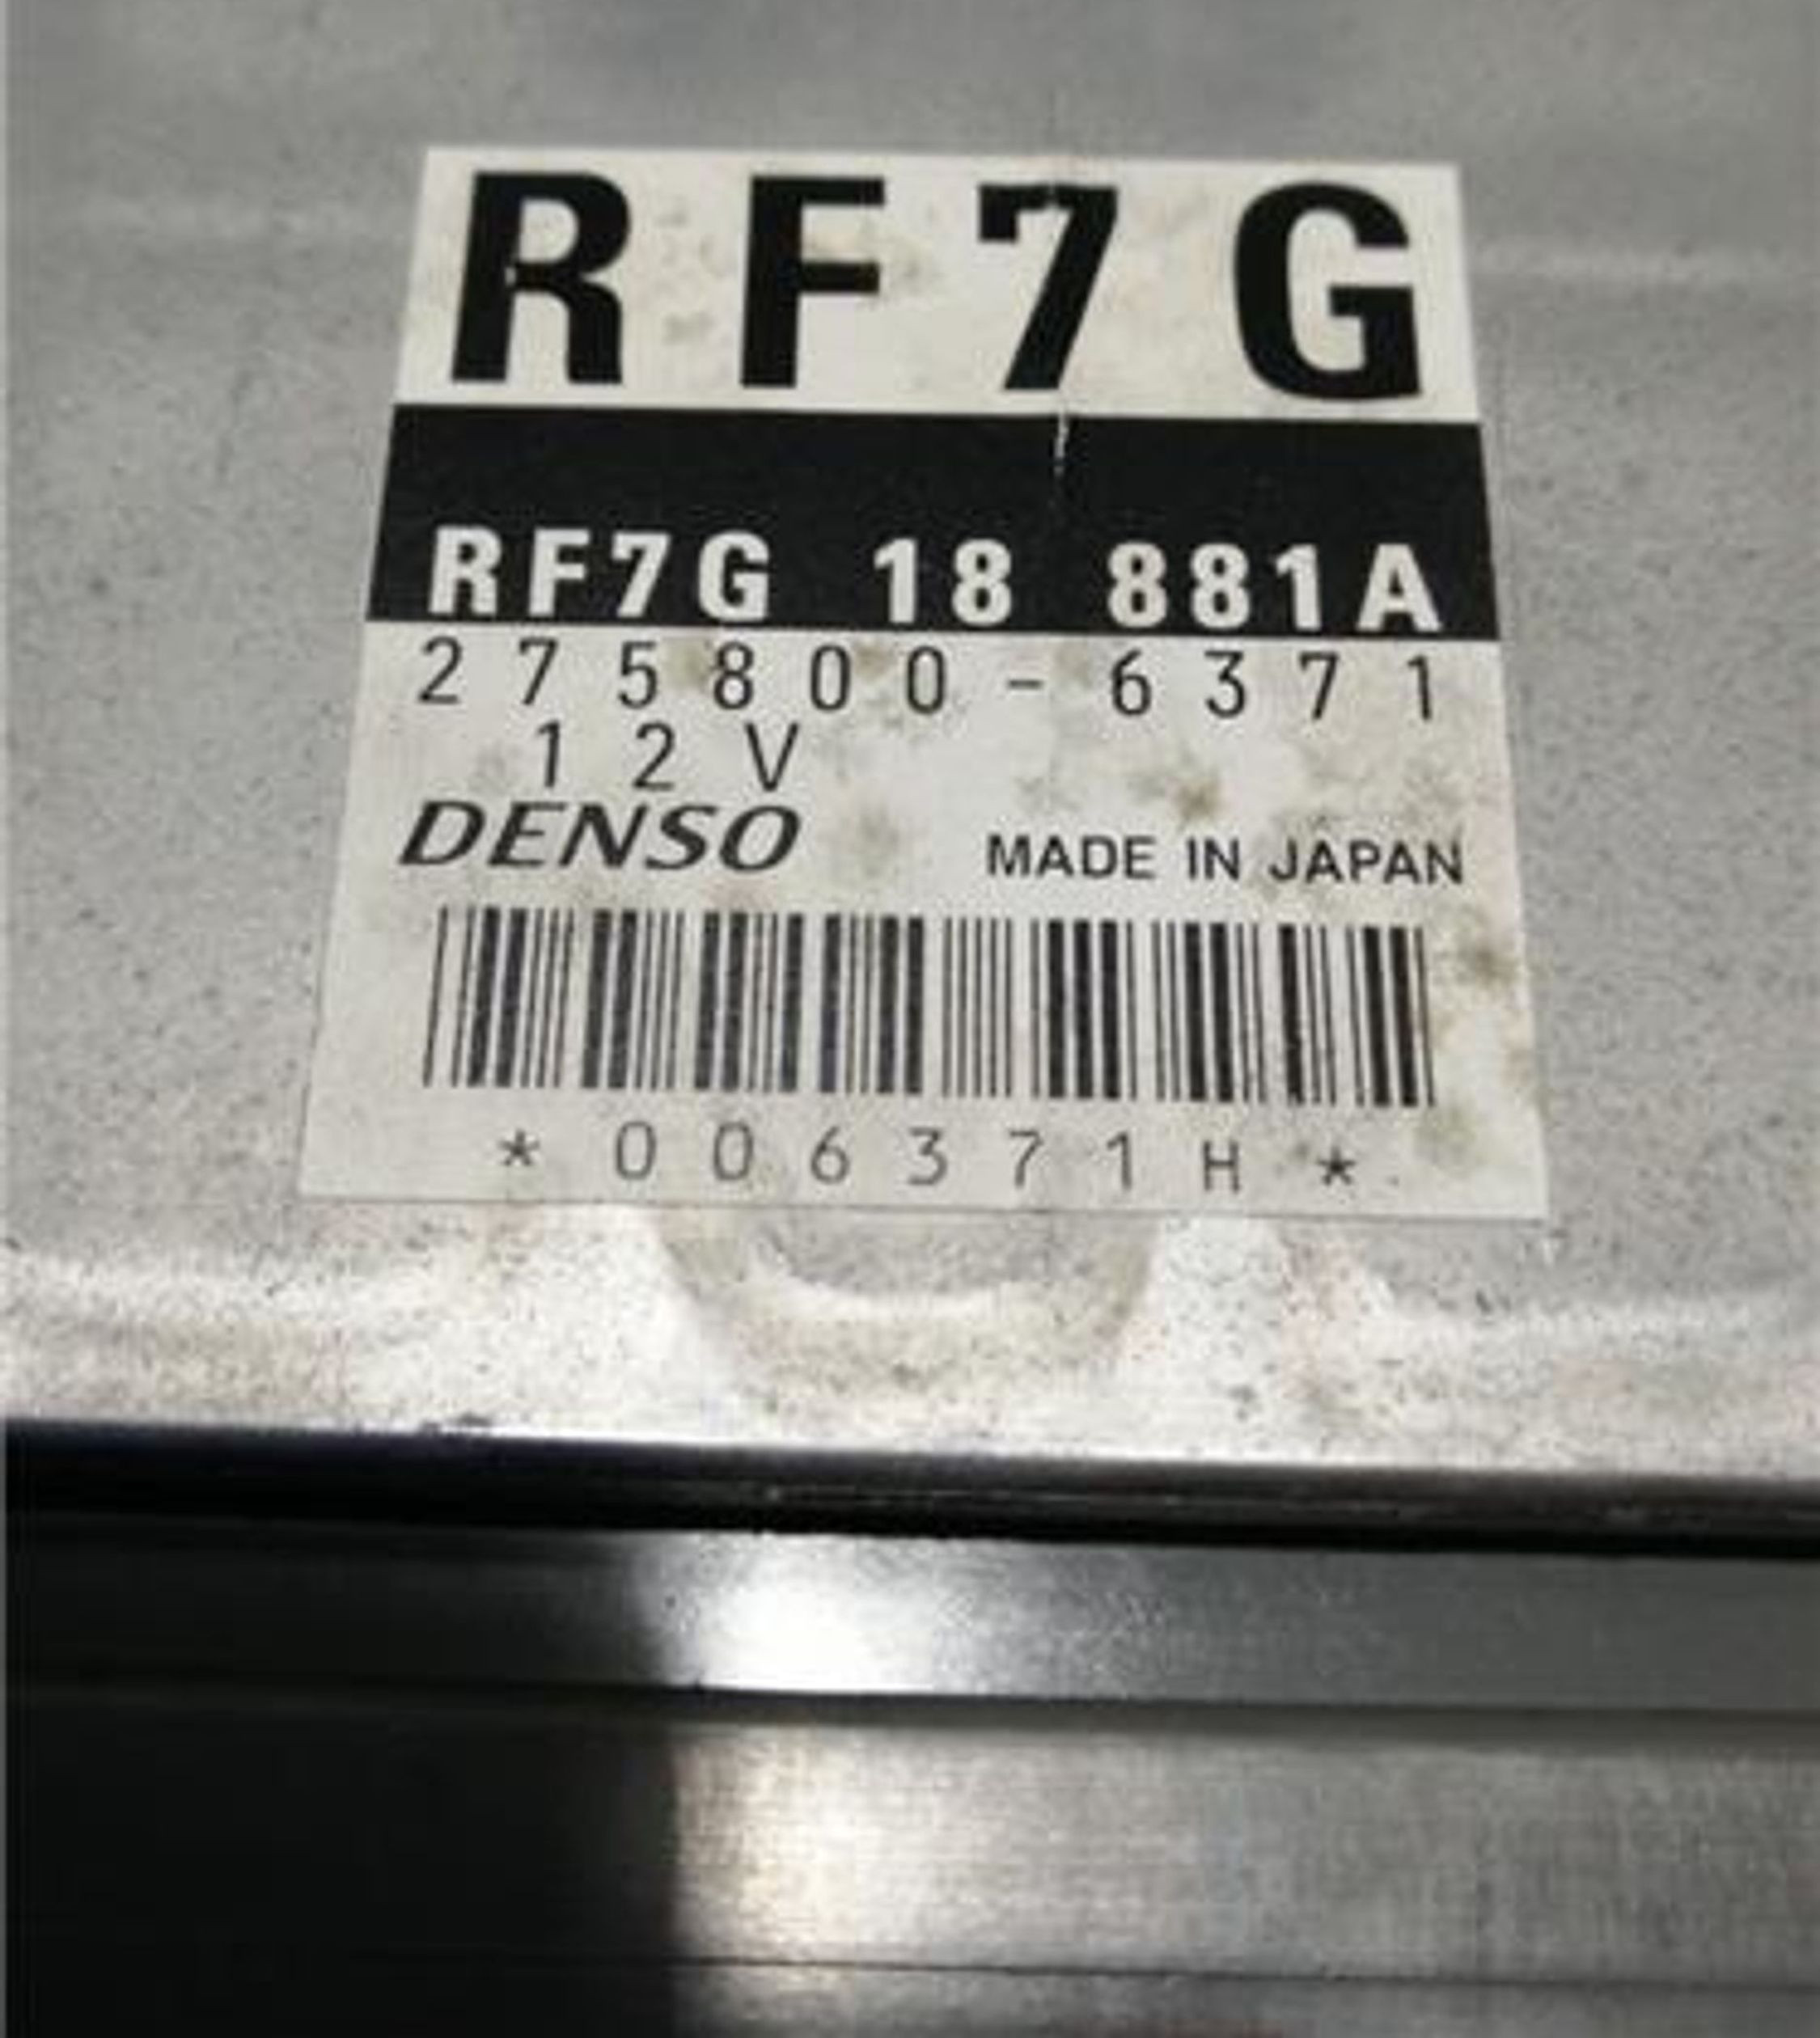 RF7G
RF7G 18 881A
275800-6371
12V
DENSO
MADE IN JAPAN
*006371H*